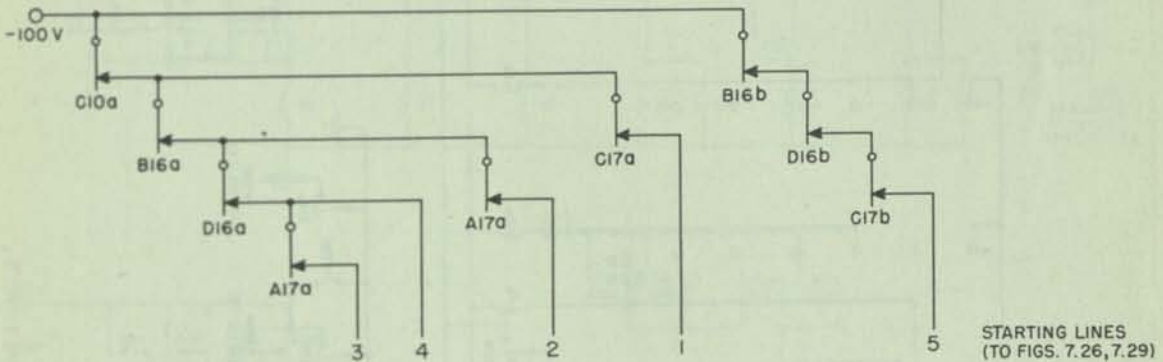 -100 V
C10a
B16b
B16a
C17a
D16b
D16a
A17a
C17b
A17a
3 4 2 1 5
STARTING LINES
(TO FIGS. 7.26, 7.29)